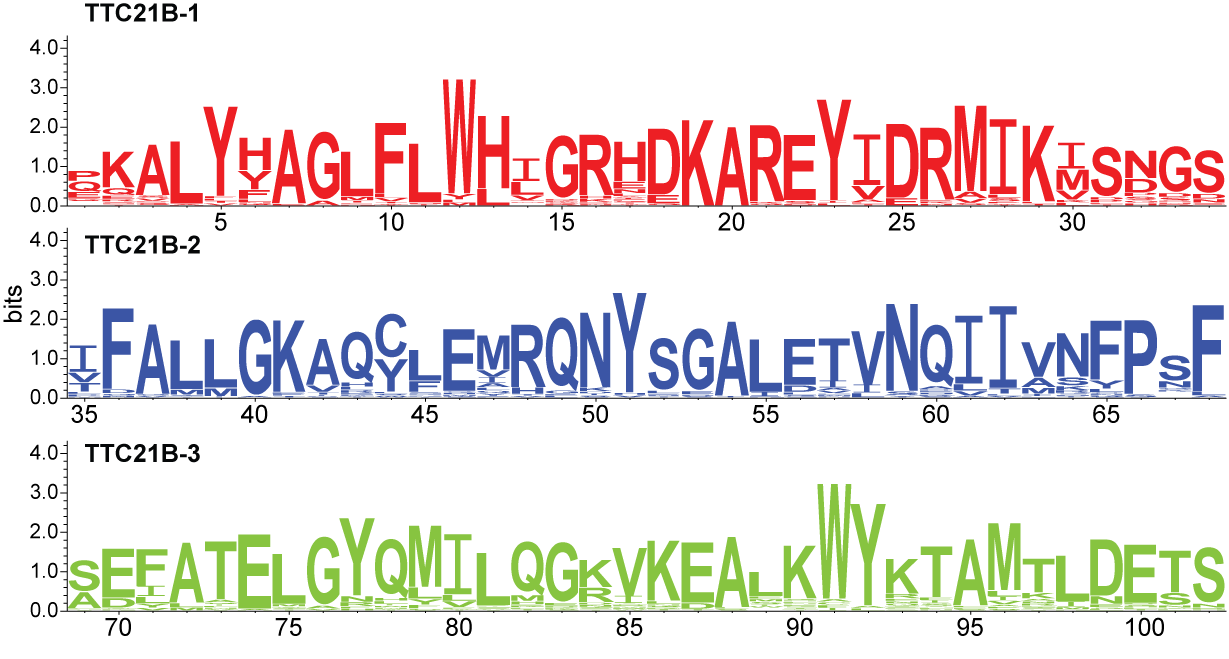 TTC21B-1
4.0
3.0
2.0
1.0
0.0
PKALYHAGLFLWHIGRHDKAREYIDRMIKISNGS
5 10 15 20 25 30
bits
TTC21B-2
4.0
3.0
2.0
1.0
0.0
IFALLGKAQCLEMRQNYSGALETVNQIIVNFPSF
35 40 45 50 55 60 65
TTC21B-3
4.0
3.0
2.0
1.0
0.0
SEFATELGYQMILQGKVKEALKWYKTAMTLDETS
70 75 80 85 90 95 100